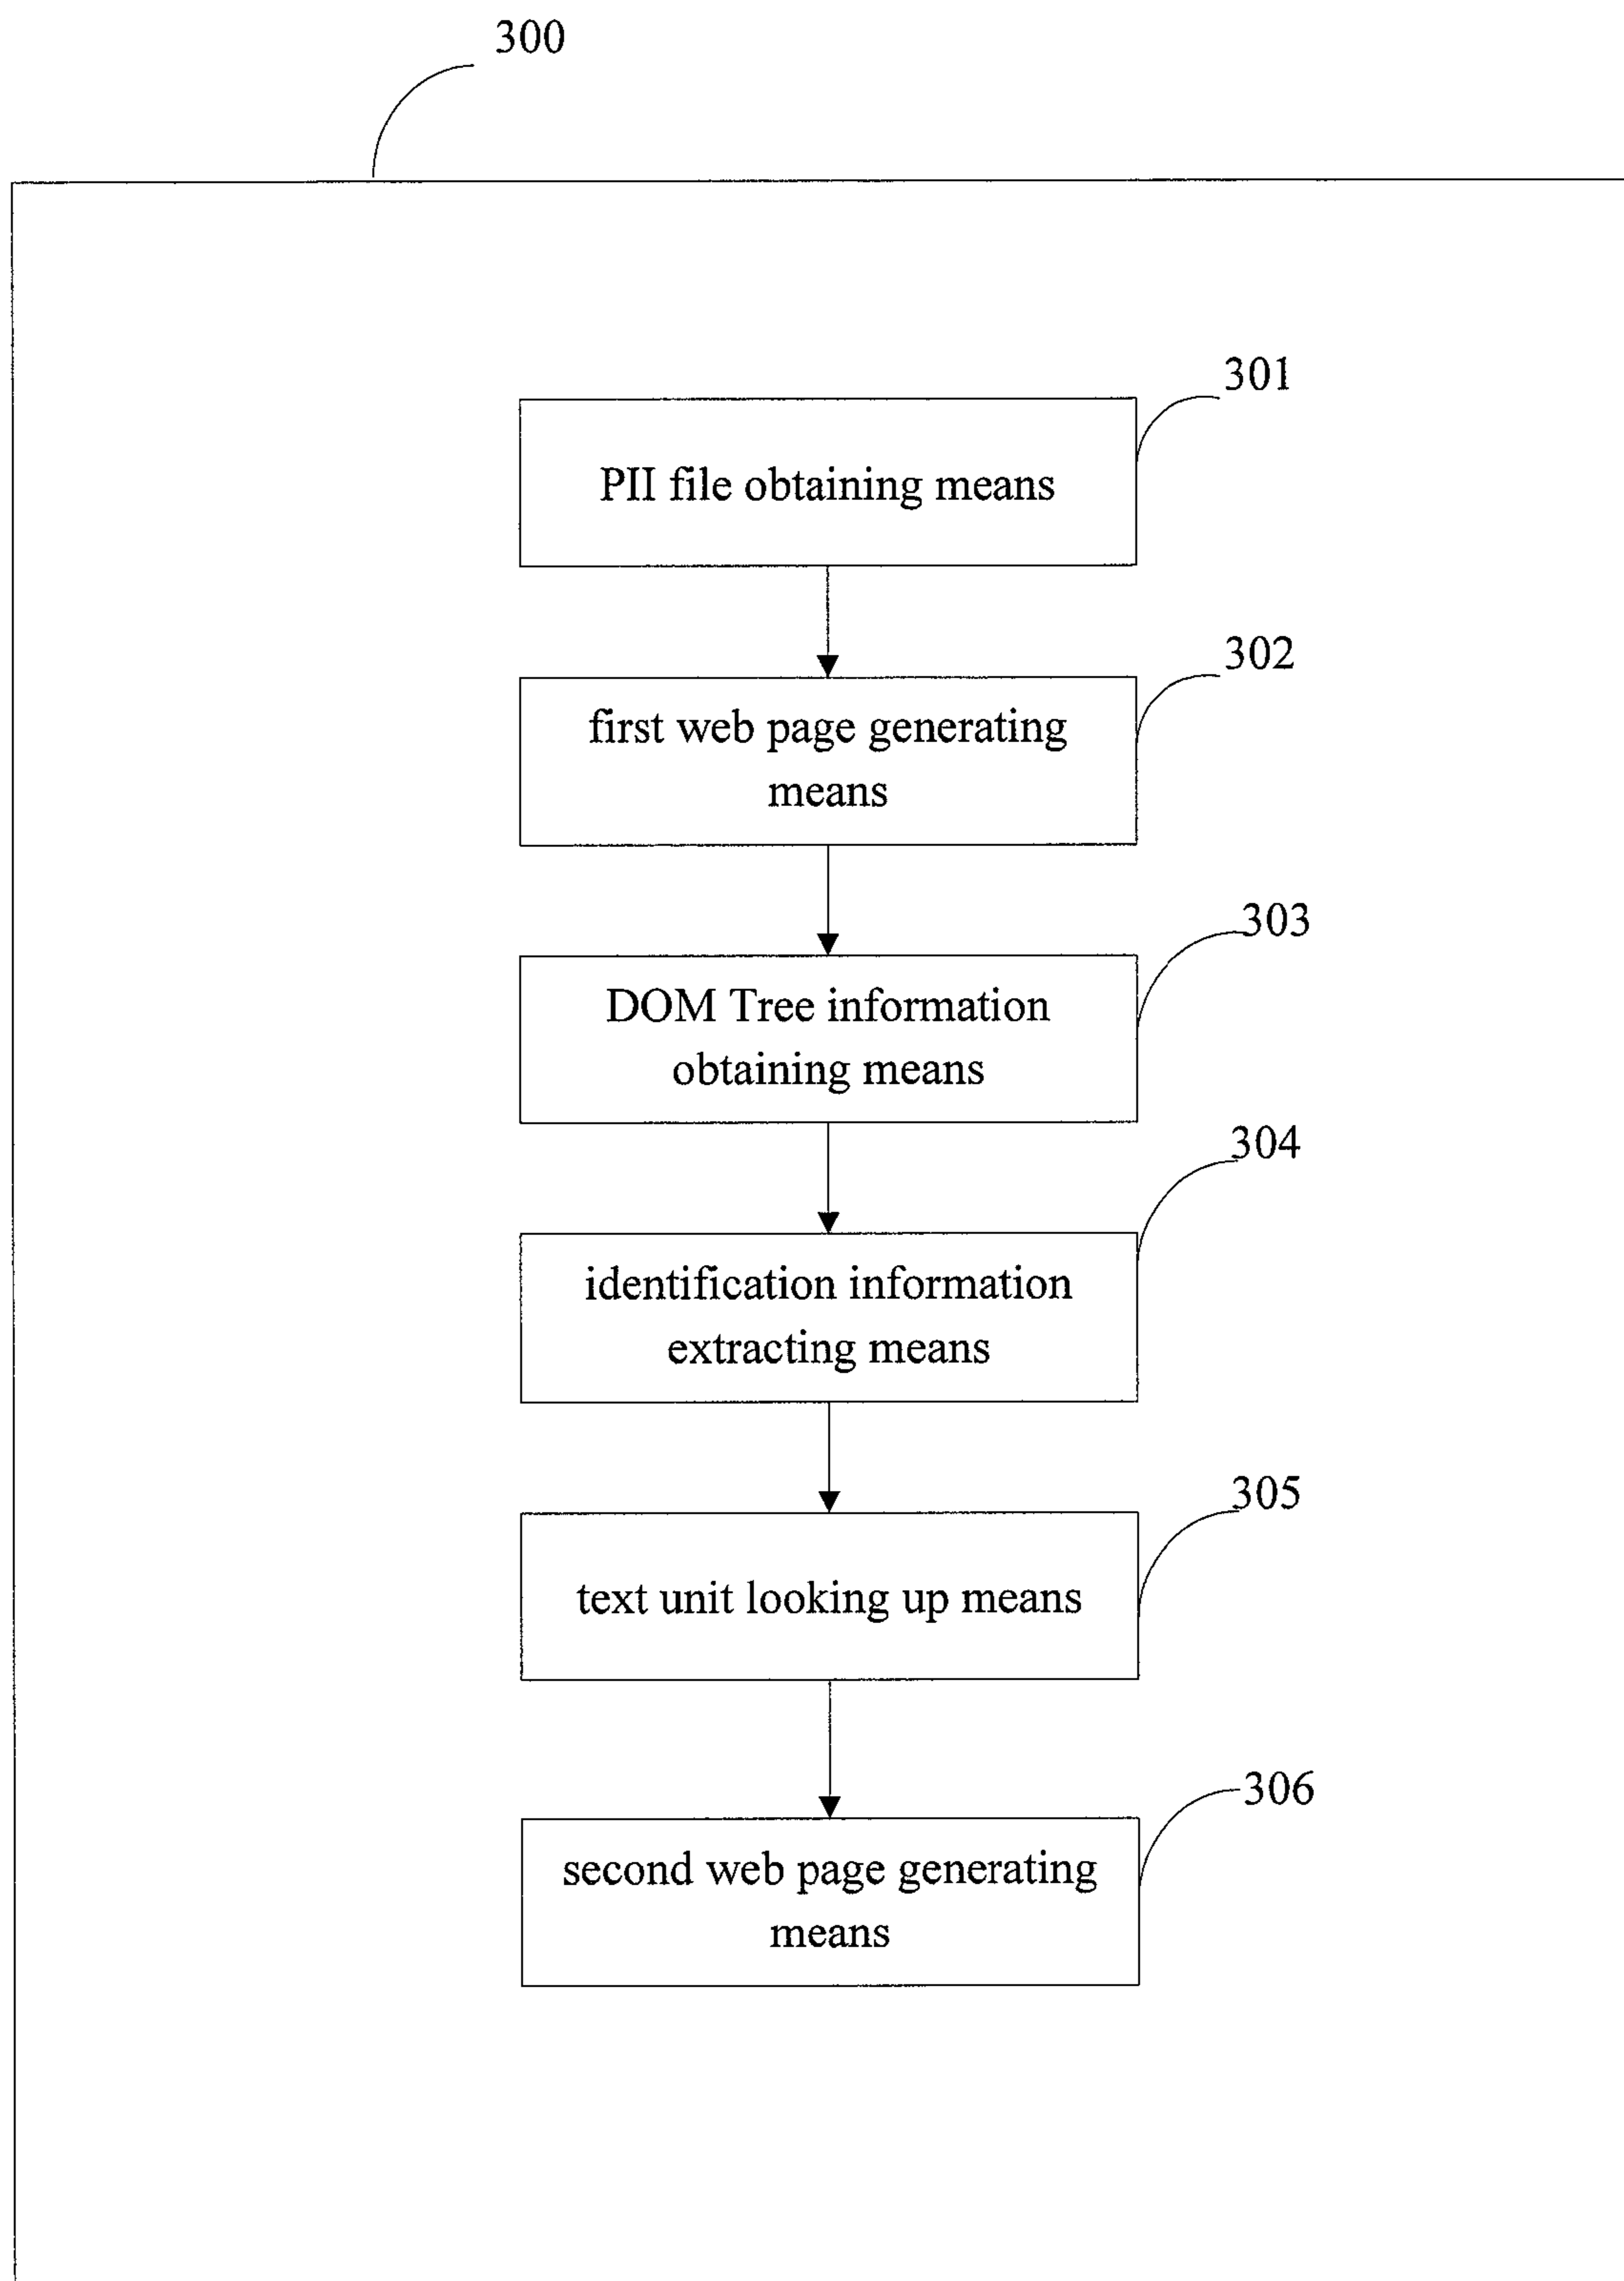 300
301
PII file obtaining means
302
first web page generating
means
303
DOM Tree information
obtaining means
304
identification information
extracting means
305
text unit looking up means
306
second web page generating
means